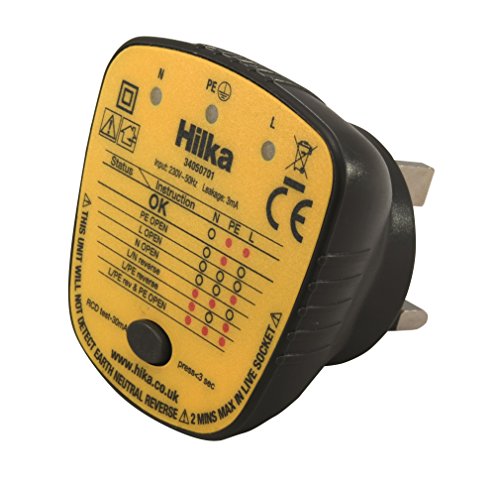 N PE L
Hilka
34050701
Input: 230V~50Hz Leakage: 3mA
Status Instruction N PE L
OK
PE OPEN
L OPEN
N OPEN
L/N reverse
L/PE reverse
L/PE rev & PE OPEN
RCD test-30mA
press<3 sec
www.hilka.co.uk
THIS UNIT WILL NOT DETECT EARTH NEUTRAL REVERSE 2 MINS MAX IN LIVE SOCKET
CE